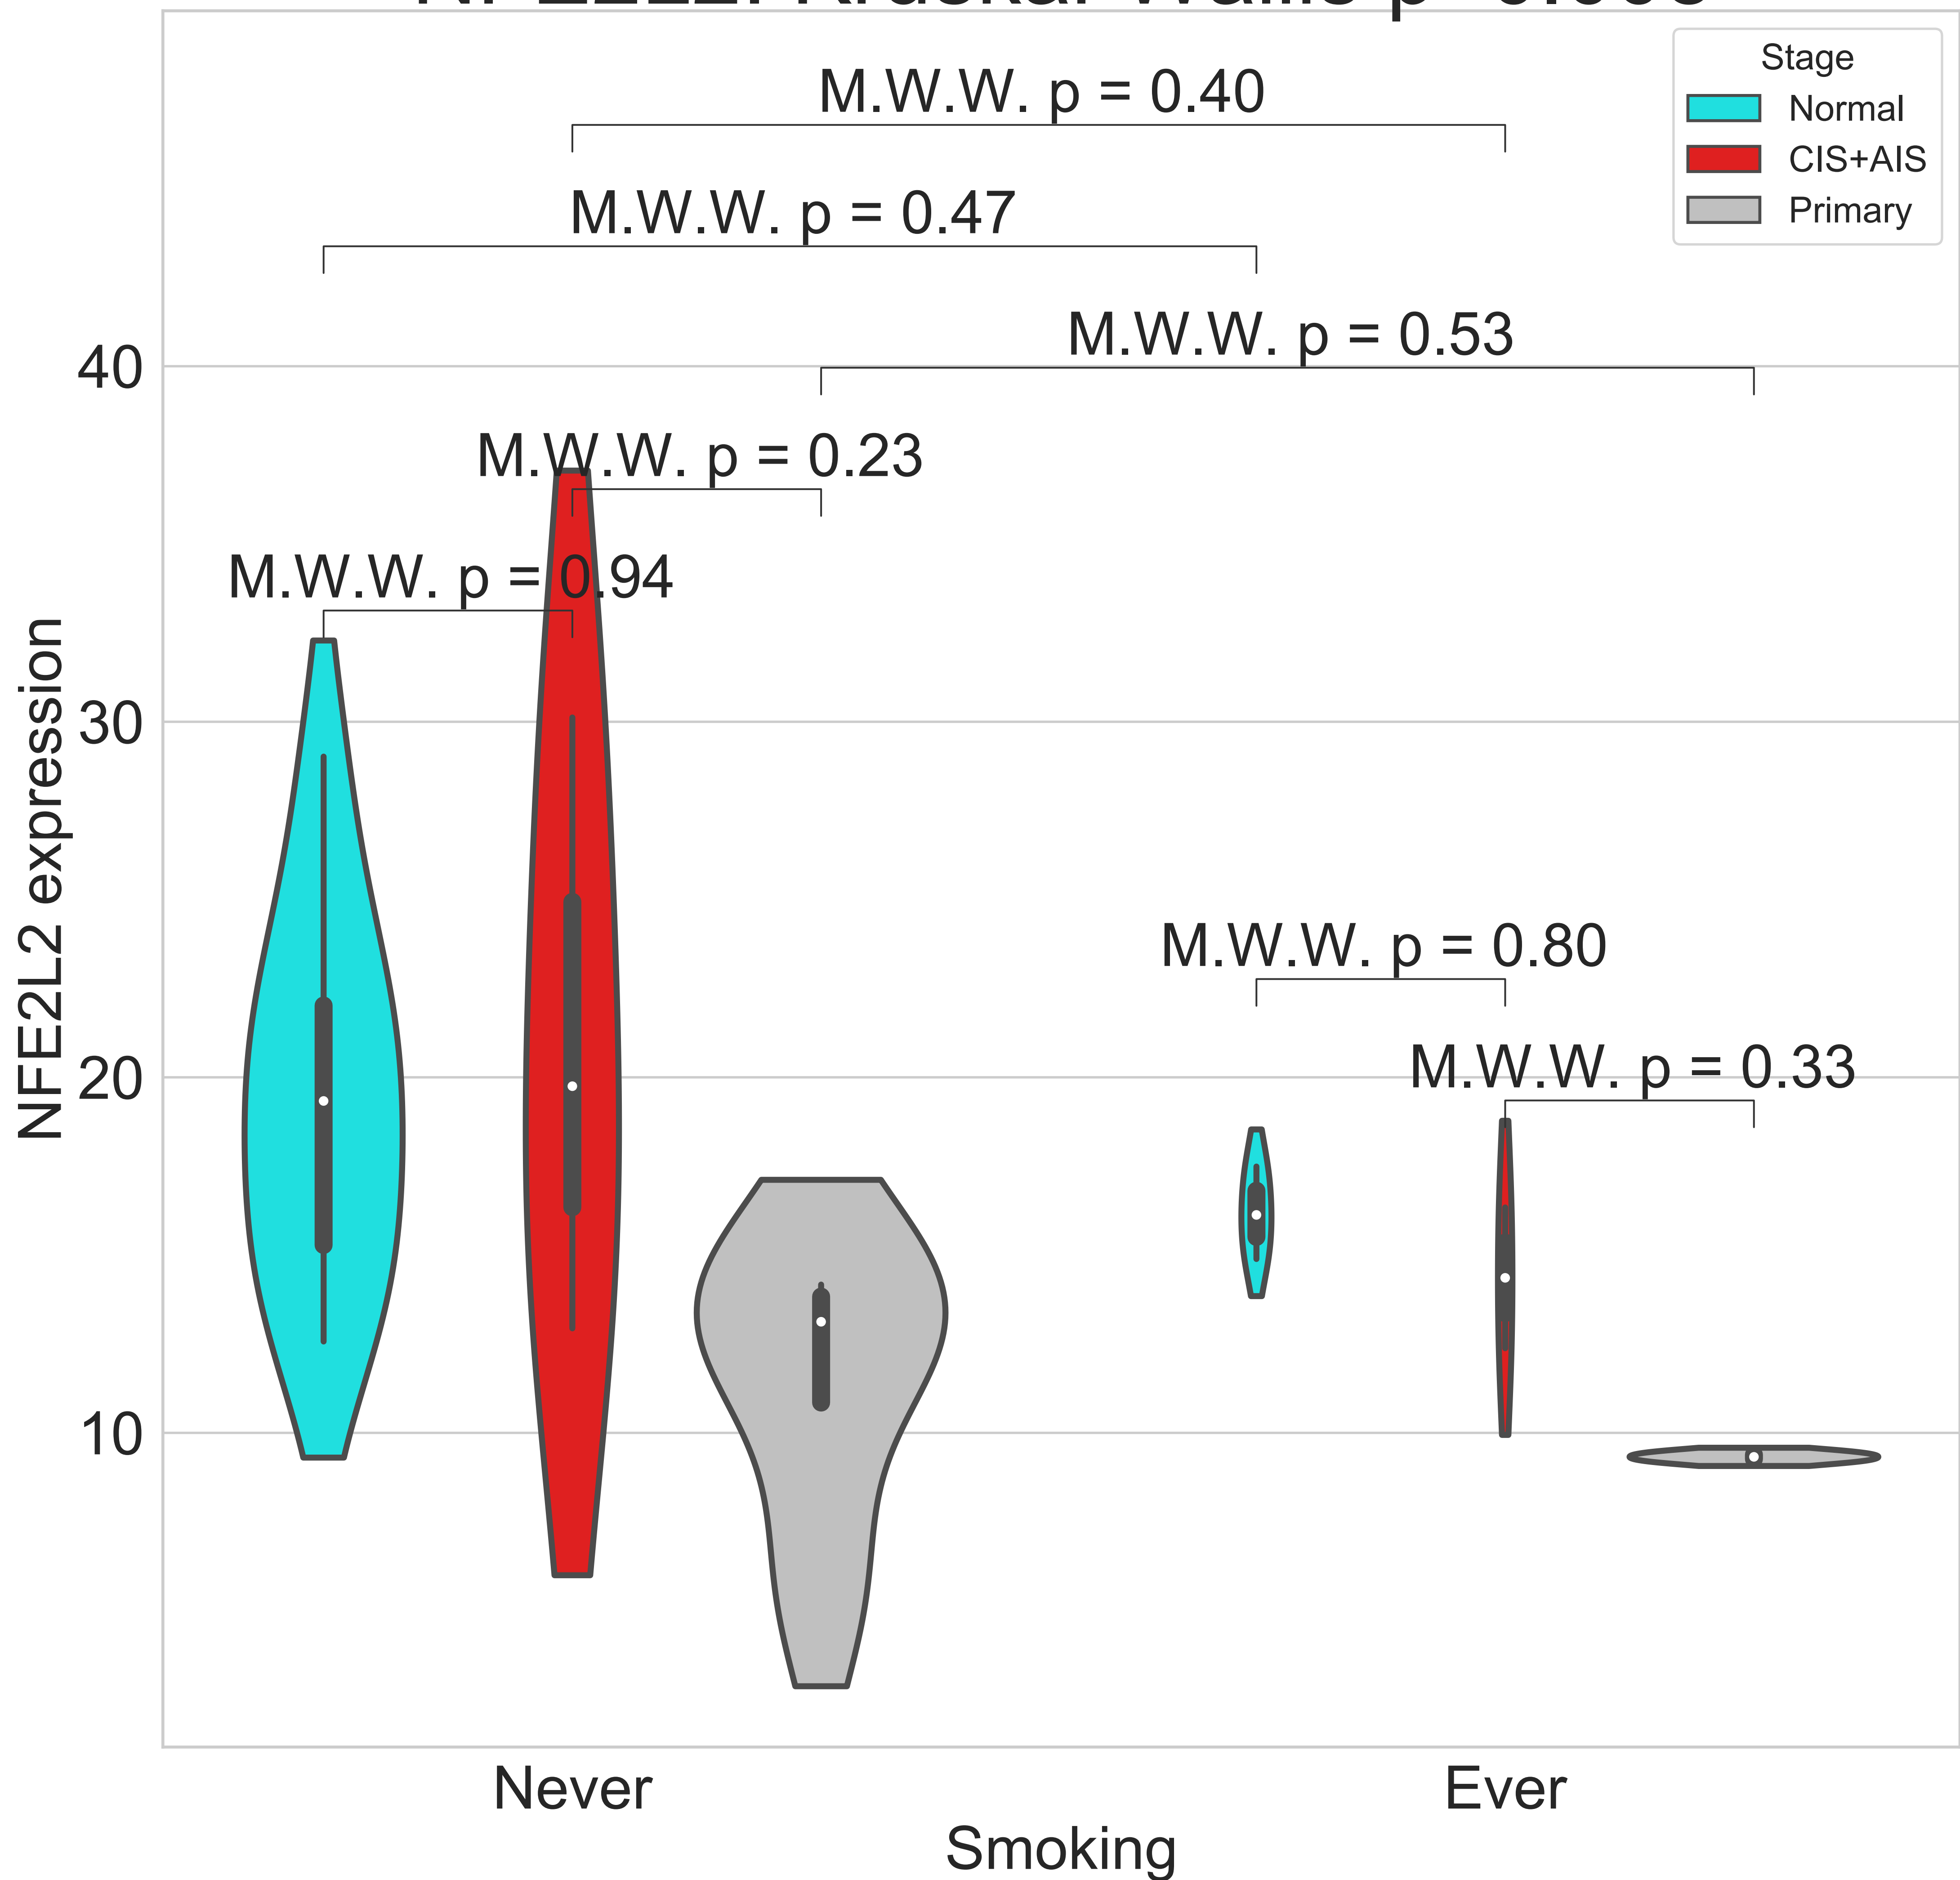 Stage
Normal
CIS+AIS
Primary
M.W.W. p = 0.40
M.W.W. p = 0.47
M.W.W. p = 0.53
M.W.W. p = 0.23
M.W.W. p = 0.94
M.W.W. p = 0.80
M.W.W. p = 0.33
NFE2L2 expression
40
30
20
10
Never
Ever
Smoking